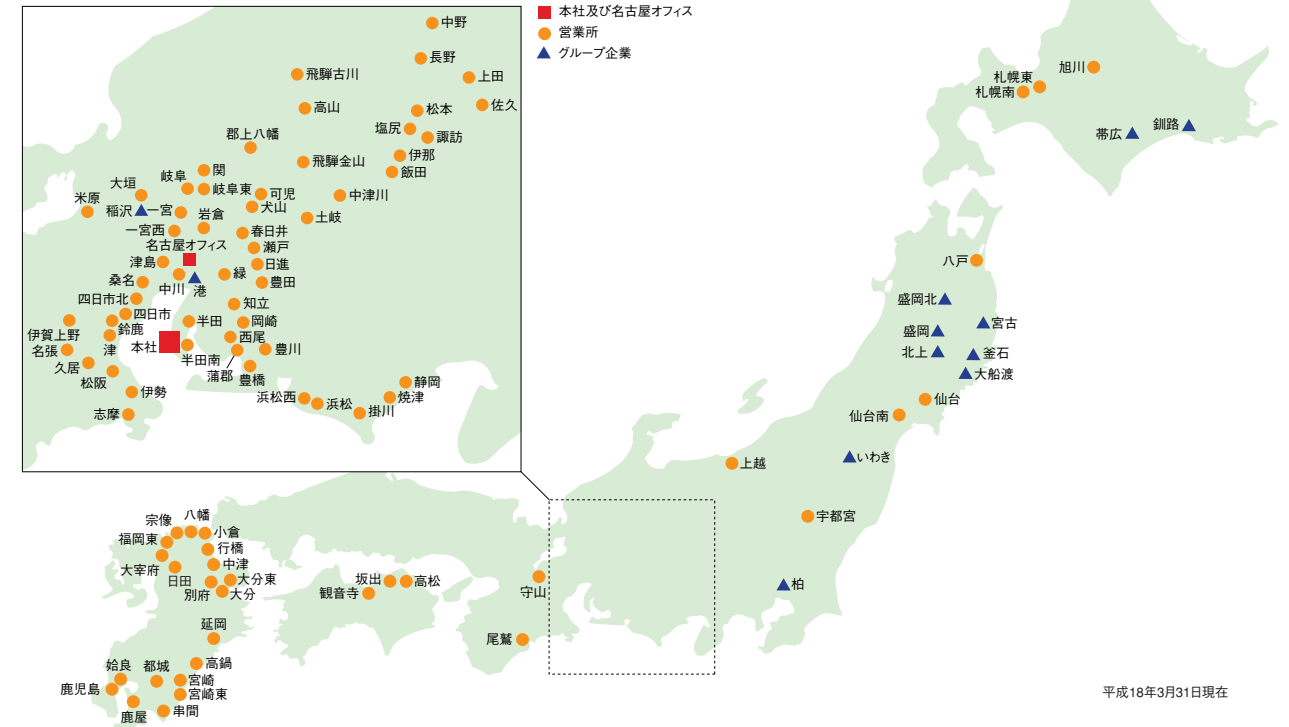 本社及び名古屋オフィス
営業所
グループ企業
中野
長野
上田
佐久
飛騨古川
高山
松本
塩尻
諏訪
郡上八幡
飛騨金山
伊那
飯田
関
岐阜
岐阜東
可児
中津川
大垣
米原
稲沢
一宮
岩倉
犬山
土岐
一宮西
春日井
名古屋オフィス
瀬戸
津島
日進
桑名
中川
港
緑
豊田
四日市北
四日市
知立
伊賀上野
鈴鹿
半田
岡崎
名張
津
本社
半田南
西尾
豊川
久居
蒲郡
豊橋
松阪
伊勢
志摩
浜松西
浜松
静岡
焼津
掛川
旭川
札幌東
札幌南
帯広
釧路
八戸
盛岡北
宮古
盛岡
北上
釜石
大船渡
仙台
仙台南
いわき
上越
宇都宮
柏
宗像
八幡
小倉
福岡東
行橋
大宰府
中津
日田
大分東
別府
大分
坂出
高松
観音寺
守山
尾鷲
延岡
高鍋
姶良
都城
宮崎
鹿児島
宮崎東
鹿屋
串間
平成18年3月31日現在